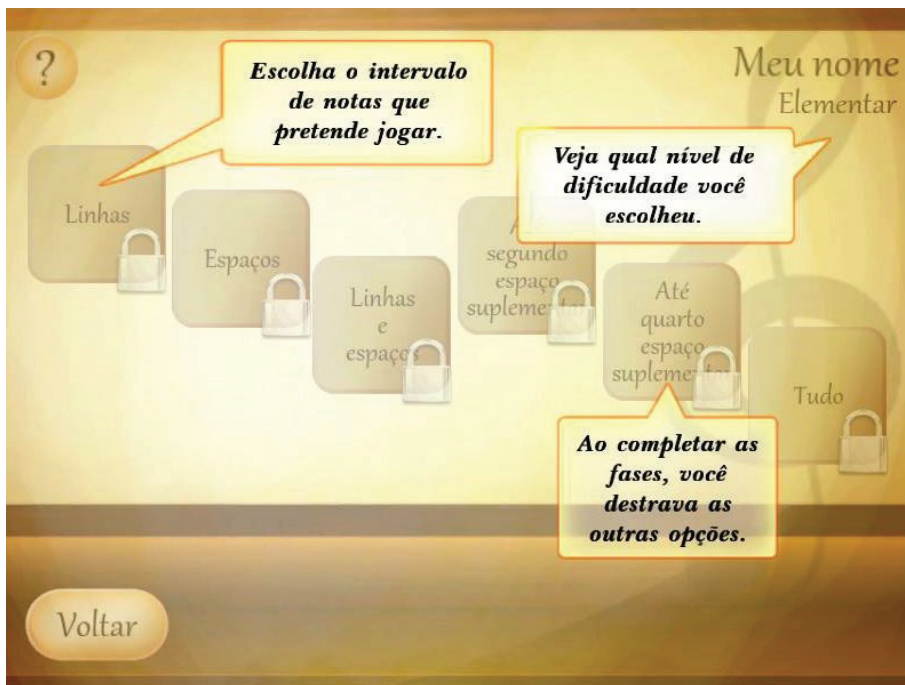 ?
Escolha o intervalo
de notas que
pretende jogar.
Meu nome
Elementar
Veja qual nível de
dificuldade você
escolheu.
Linhas
Espaços
Linhas
e
espaços
segundo
espaço
Até
quarto
espaço
Tudo
Ao completar as
fases, você
destrava as
outras opções.
Voltar